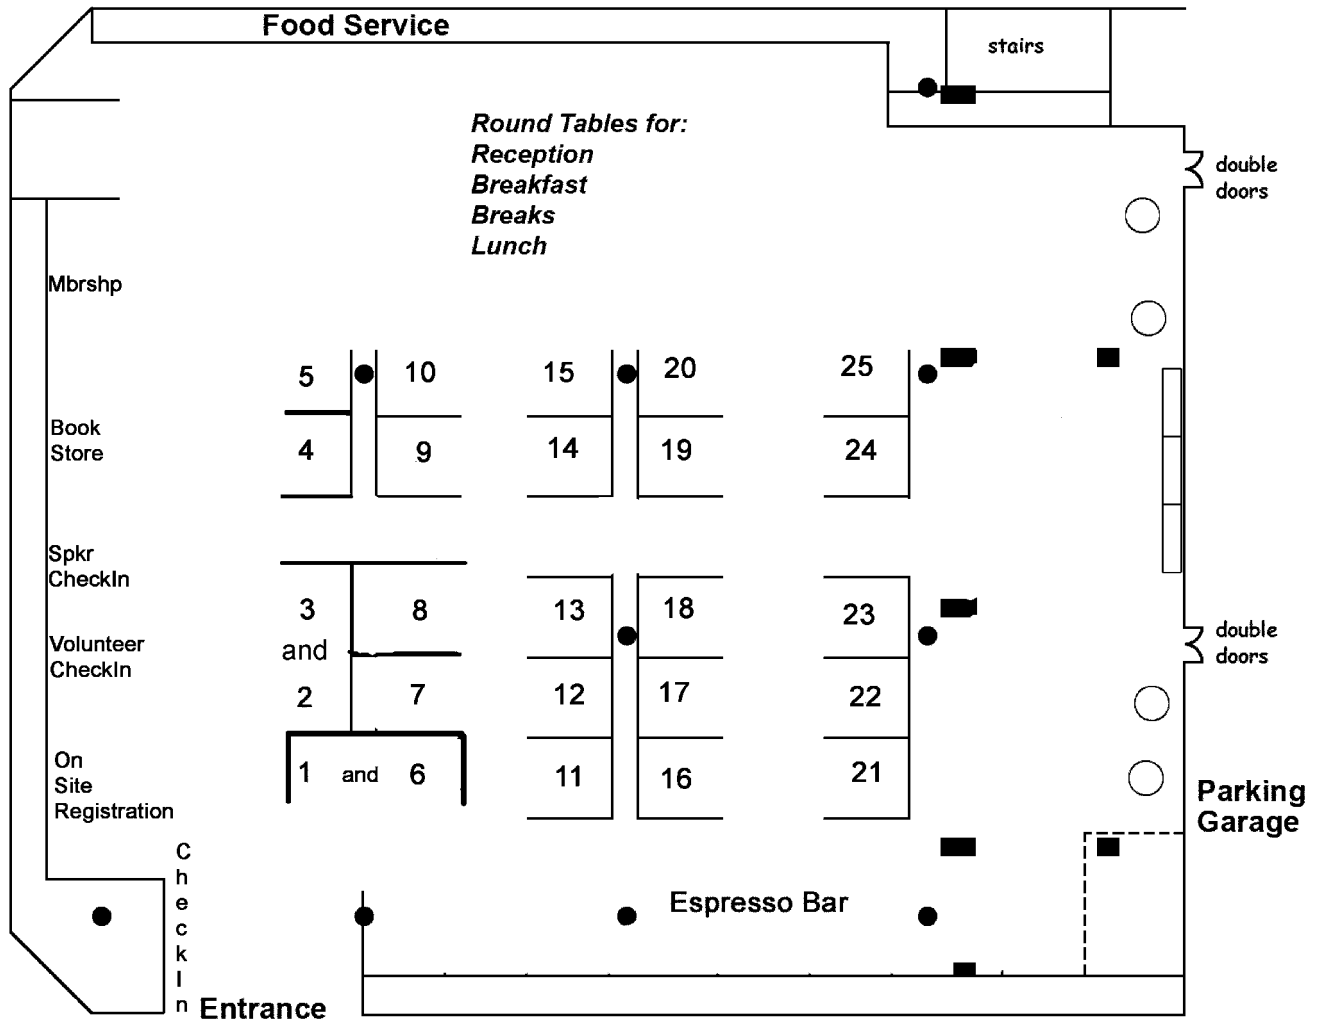 Food Service
stairs
Round Tables for:
Reception
Breakfast
Breaks
Lunch
double
doors
Mbrshp
5 10 15 20 25
Book
Store
4 9 14 19 24
Spkr
CheckIn
3 8 13 18 23
and
Volunteer
CheckIn
double
doors
2 7 12 17 22
On
Site
Registration
1 and 6 11 16 21
Parking
Garage
C
h
e
c
k
I
n
Espresso Bar
Entrance